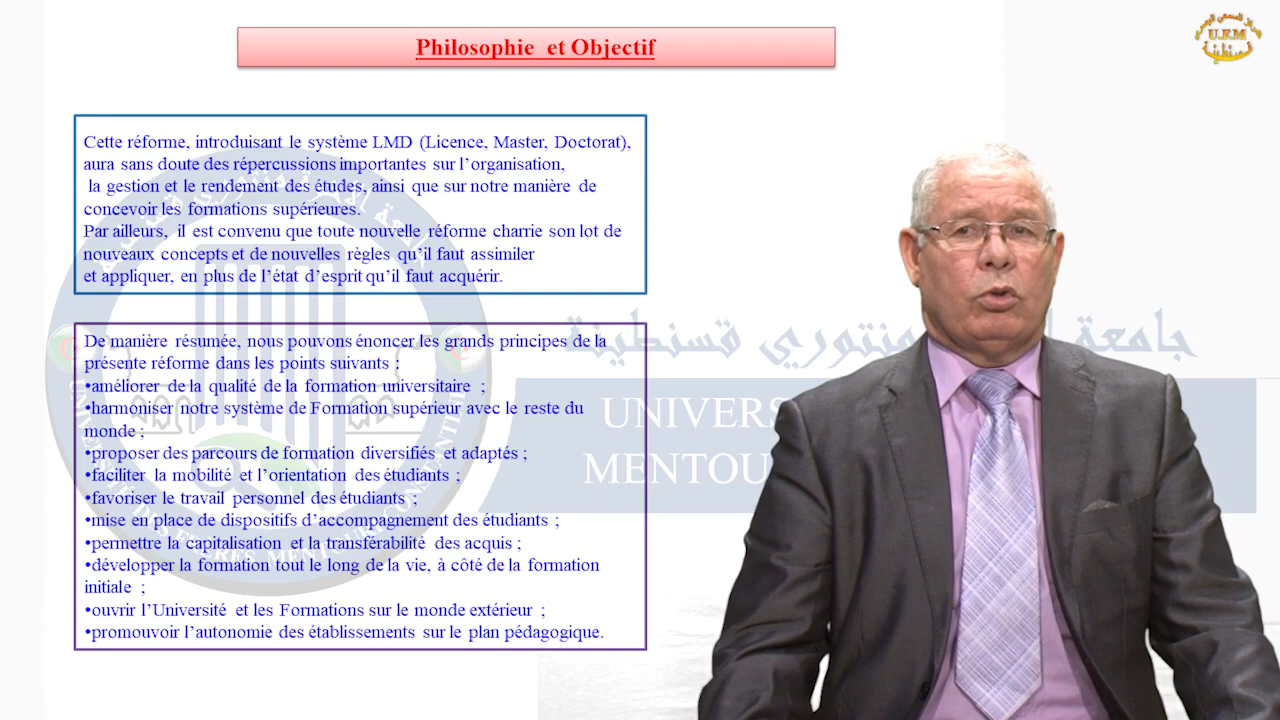 Philosophie et Objectif
U.F.M
Cette réforme, introduisant le système LMD (Licence, Master, Doctorat),
aura sans doute des répercussions importantes sur l’organisation,
la gestion et le rendement des études, ainsi que sur notre manière de
concevoir les formations supérieures.
Par ailleurs, il est convenu que toute nouvelle réforme charrie son lot de
nouveaux concepts et de nouvelles règles qu’il faut assimiler
et appliquer, en plus de l’état d’esprit qu’il faut acquérir.
De manière résumée, nous pouvons énoncer les grands principes de la
présente réforme dans les points suivants :
•améliorer de la qualité de la formation universitaire ;
•harmoniser notre système de Formation supérieur avec le reste du
monde ;
•proposer des parcours de formation diversifiés et adaptés ;
•faciliter la mobilité et l’orientation des étudiants ;
•favoriser le travail personnel des étudiants ;
•mise en place de dispositifs d’accompagnement des étudiants ;
•permettre la capitalisation et la transférabilité des acquis ;
•développer la formation tout le long de la vie, à côté de la formation
initiale ;
•ouvrir l’Université et les Formations sur le monde extérieur ;
•promouvoir l’autonomie des établissements sur le plan pédagogique.
جامعة منتوري قسنطينة
UNIVERS
MENTOU
UNIVERSITÉ DES FRÈRES MENTOURI CONSTANTINE